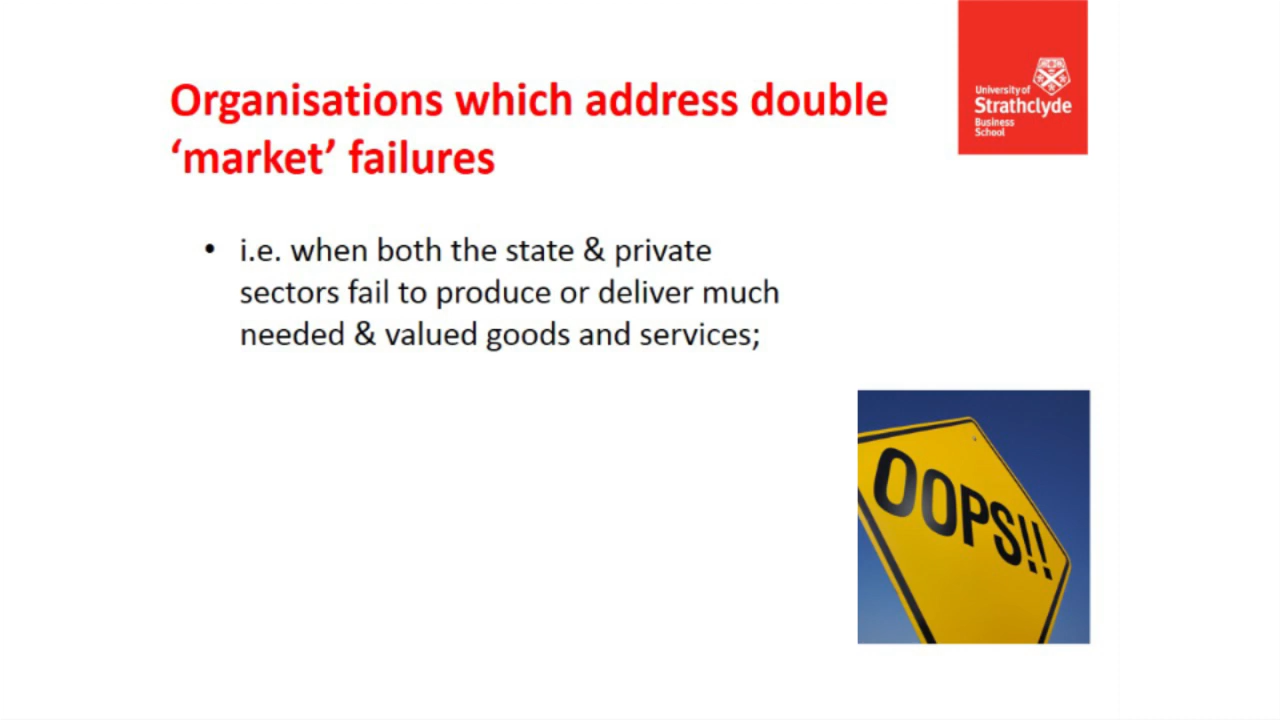 Organisations which address double
‘market’ failures
University of
Strathclyde
Business
School
• i.e. when both the state & private
sectors fail to produce or deliver much
needed & valued goods and services;
OOPS!!